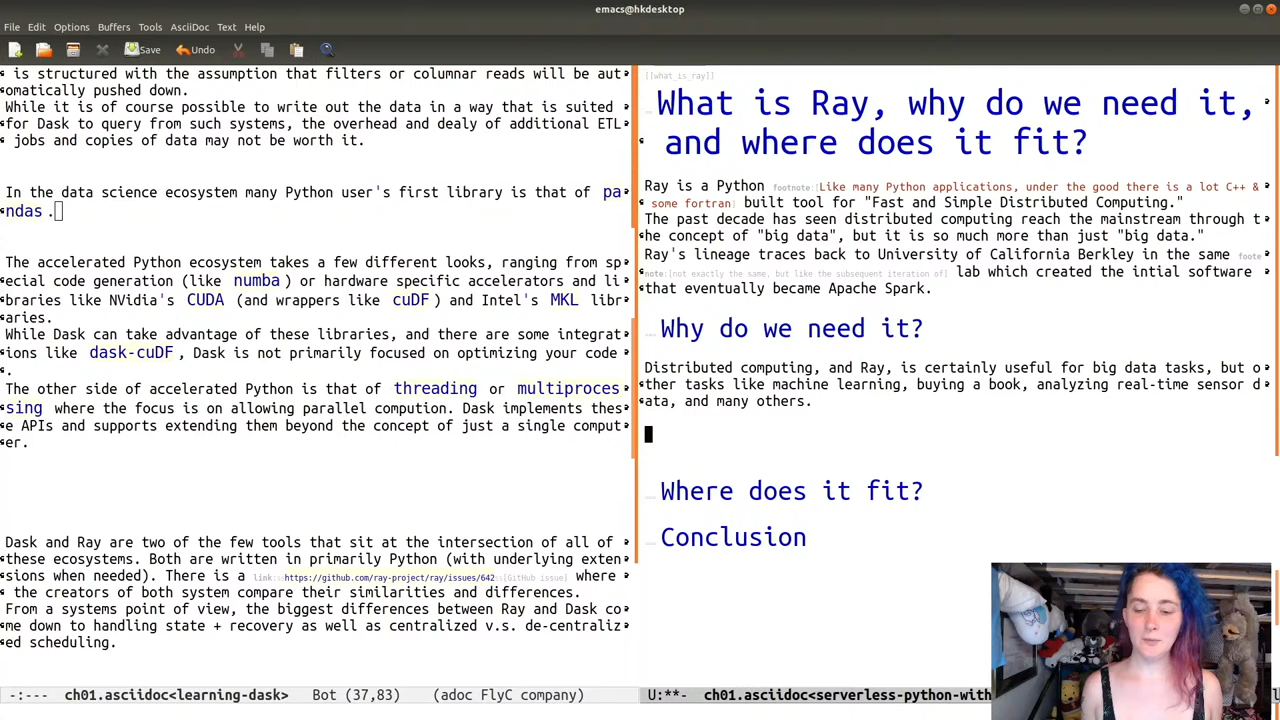 emacs@hkdesktop
File Edit Options Buffers Tools AsciiDoc Text Help
Save Undo
is structured with the assumption that filters or columnar reads will be aut
omatically pushed down.
While it is of course possible to write out the data in a way that is suited
for Dask to query from such systems, the overhead and dealy of additional ETL
jobs and copies of data may not be worth it.
In the data science ecosystem many Python user's first library is that of pa
ndas.
The accelerated Python ecosystem takes a few different looks, ranging from sp
ecial code generation (like numba) or hardware specific accelerators and li
braries like NVidia's CUDA (and wrappers like cuDF) and Intel's MKL libr
aries.
While Dask can take advantage of these libraries, and there are some integrat
ions like dask-cuDF, Dask is not primarily focused on optimizing your code
.
The other side of accelerated Python is that of threading or multiproces
sing where the focus is on allowing parallel compution. Dask implements thes
e APIs and supports extending them beyond the concept of just a single comput
er.
Dask and Ray are two of the few tools that sit at the intersection of all of
these ecosystems. Both are written in primarily Python (with underlying exten
sions when needed). There is a link: https://github.com/ray-project/ray/issues/642 [GitHub issue] where
the creators of both system compare their similarities and differences.
From a systems point of view, the biggest differences between Ray and Dask co
me down to handling state + recovery as well as centralized v.s. de-centraliz
ed scheduling.
-:--- ch01.asciidoc<learning-dask> Bot (37,83) (adoc FlyC company)
[[what_is_ray]]
What is Ray, why do we need it,
and where does it fit?
Ray is a Python footnote:[Like many Python applications, under the good there is a lot C++ &
some fortran] built tool for "Fast and Simple Distributed Computing."
The past decade has seen distributed computing reach the mainstream through t
he concept of "big data", but it is so much more than just "big data."
Ray's lineage traces back to University of California Berkley in the same foote
note:[not exactly the same, but like the subsequent iteration of] lab which created the intial software
that eventually became Apache Spark.
Why do we need it?
Distributed computing, and Ray, is certainly useful for big data tasks, but o
ther tasks like machine learning, buying a book, analyzing real-time sensor d
ata, and many others.
Where does it fit?
Conclusion
U:**- ch01.asciidoc<serverless-python-with